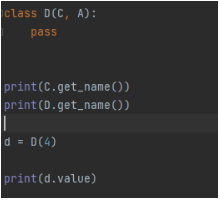 class D(C, A):
    pass
print(C.get_name())
print(D.get_name())
d = D(4)
print(d.value)